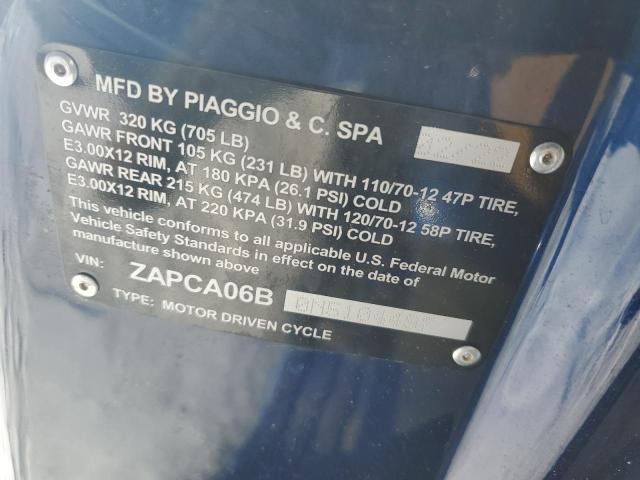 MFD BY PIAGGIO & C. SPA
GVWR 320 KG (705 LB)
GAWR FRONT 105 KG (231 LB) WITH 110/70-12 47P TIRE,
E3.00X12 RIM, AT 180 KPA (26.1 PSI) COLD
GAWR REAR 215 KG (474 LB) WITH 120/70-12 58P TIRE,
E3.00X12 RIM, AT 220 KPA (31.9 PSI) COLD
This vehicle conforms to all applicable U.S. Federal Motor
Vehicle Safety Standards in effect on the date of
manufacture shown above
VIN: ZAPCA06B
TYPE: MOTOR DRIVEN CYCLE